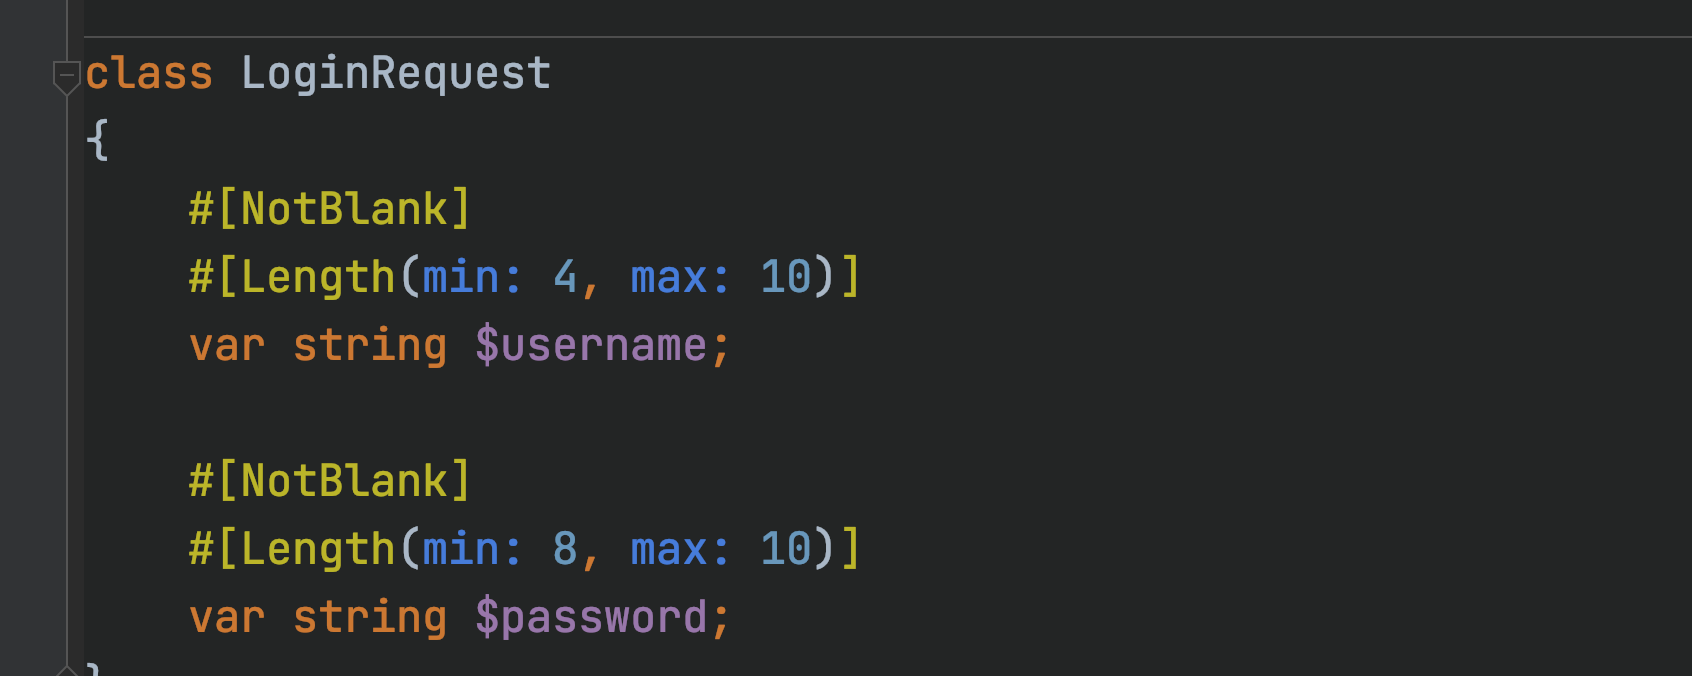 class LoginRequest
{
    #[NotBlank]
    #[Length(min: 4, max: 10)]
    var string $username;

    #[NotBlank]
    #[Length(min: 8, max: 10)]
    var string $password;
}